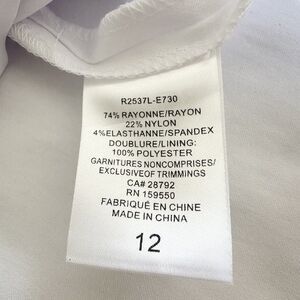 R2537L-E730
74% RAYONNE/RAYON
22% NYLON
4%ELASTHANNE/SPANDEX
DOUBLURE/LINING:
100% POLYESTER
GARNITURES NONCOMPRISES/
EXCLUSIVEOF TRIMMINGS
CA# 28792
RN 159550
FABRIQUÉ EN CHINE
MADE IN CHINA
12